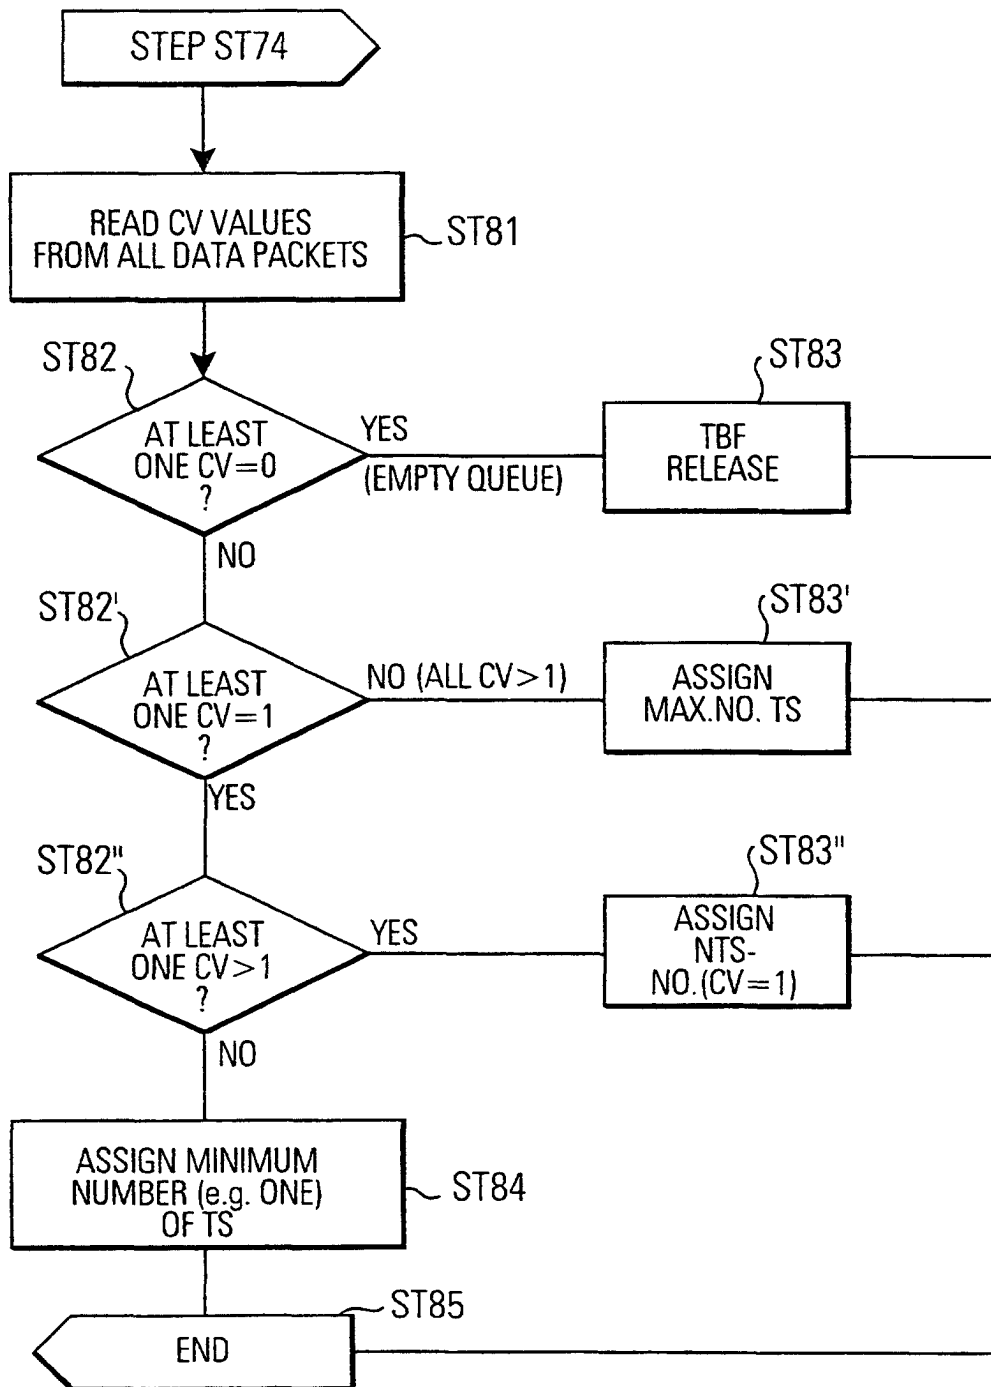 STEP ST74
READ CV VALUES
FROM ALL DATA PACKETS
ST81
ST82
AT LEAST
ONE CV=0
?
YES
(EMPTY QUEUE)
ST83
TBF
RELEASE
NO
ST82'
AT LEAST
ONE CV=1
?
NO (ALL CV>1)
ST83'
ASSIGN
MAX.NO. TS
YES
ST82"
AT LEAST
ONE CV>1
?
YES
ST83"
ASSIGN
NTS-
NO.(CV=1)
NO
ASSIGN MINIMUM
NUMBER (e.g. ONE)
OF TS
ST84
ST85
END